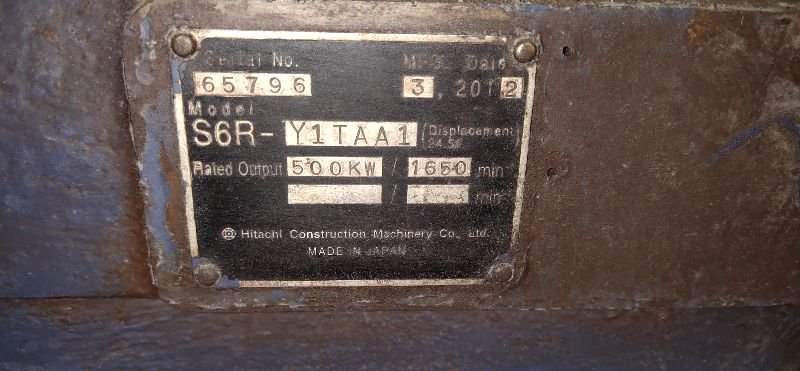 Serial No. MFG. Date
65796 3, 2012
Model
S6R-Y1TAA1 (Displacement
24.5ℓ)
Rated Output 500KW / 1650 min
/ min
Hitachi Construction Machinery Co., Ltd.
MADE IN JAPAN